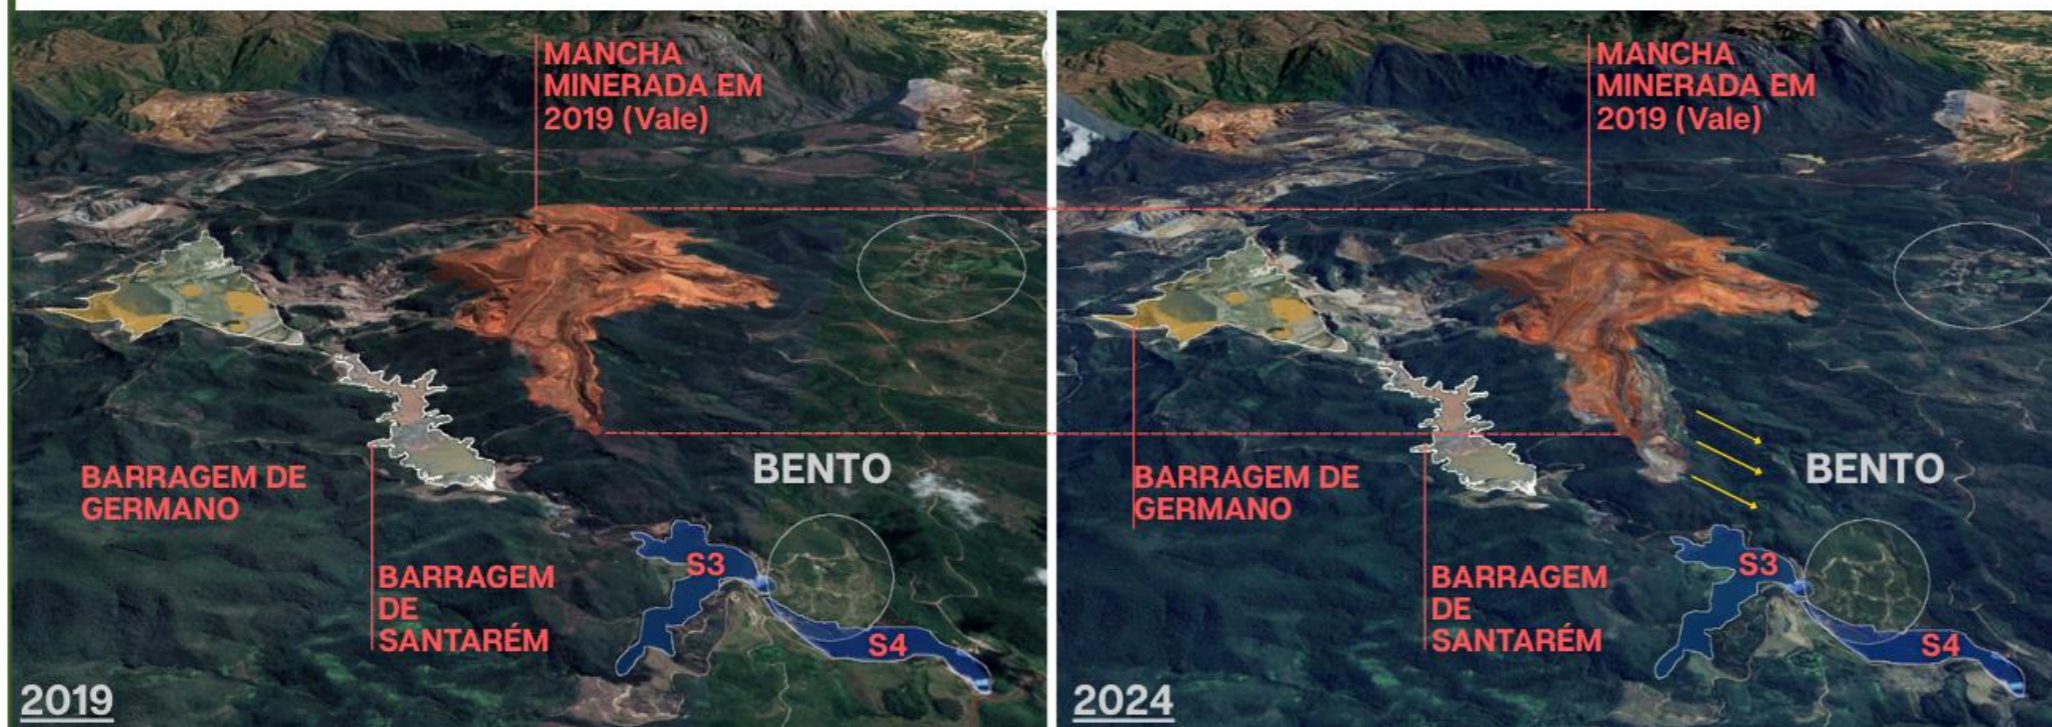 MANCHA
MINERADA EM
2019 (Vale)
BARRAGEM DE
GERMANO
BARRAGEM
DE
SANTARÉM
BENTO
S3
S4
2019
MANCHA
MINERADA EM
2019 (Vale)
BARRAGEM DE
GERMANO
BARRAGEM
DE
SANTARÉM
BENTO
S3
S4
2024